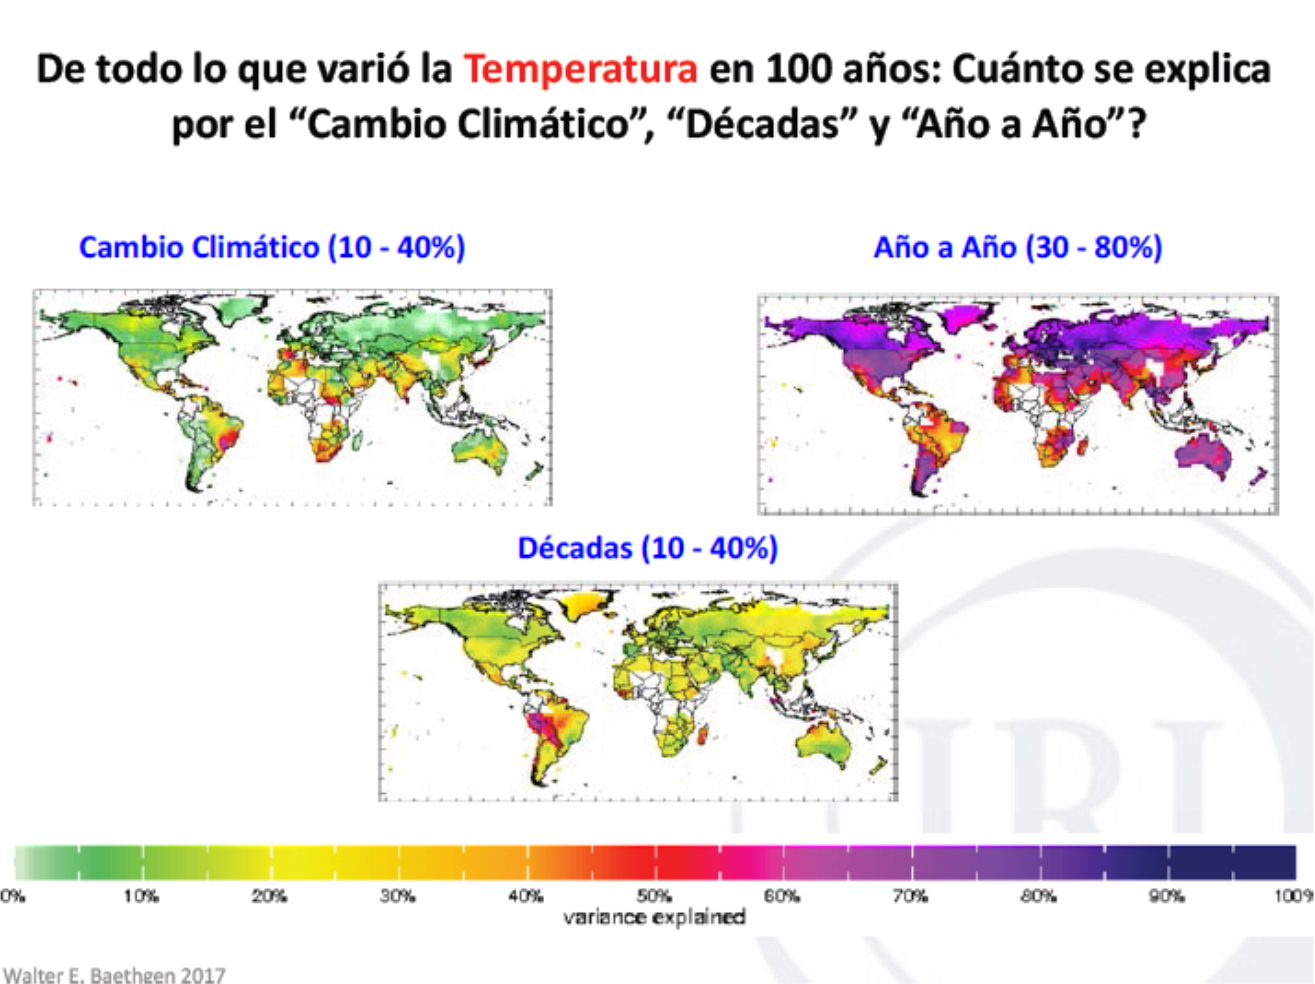 De todo lo que varió la Temperatura en 100 años: Cuánto se explica
por el “Cambio Climático”, “Décadas” y “Año a Año”?
Cambio Climático (10 - 40%)
Año a Año (30 - 80%)
Décadas (10 - 40%)
IRI
0% 10% 20% 30% 40% 50% 60% 70% 80% 90% 100%
variance explained
Walter E. Baethgen 2017